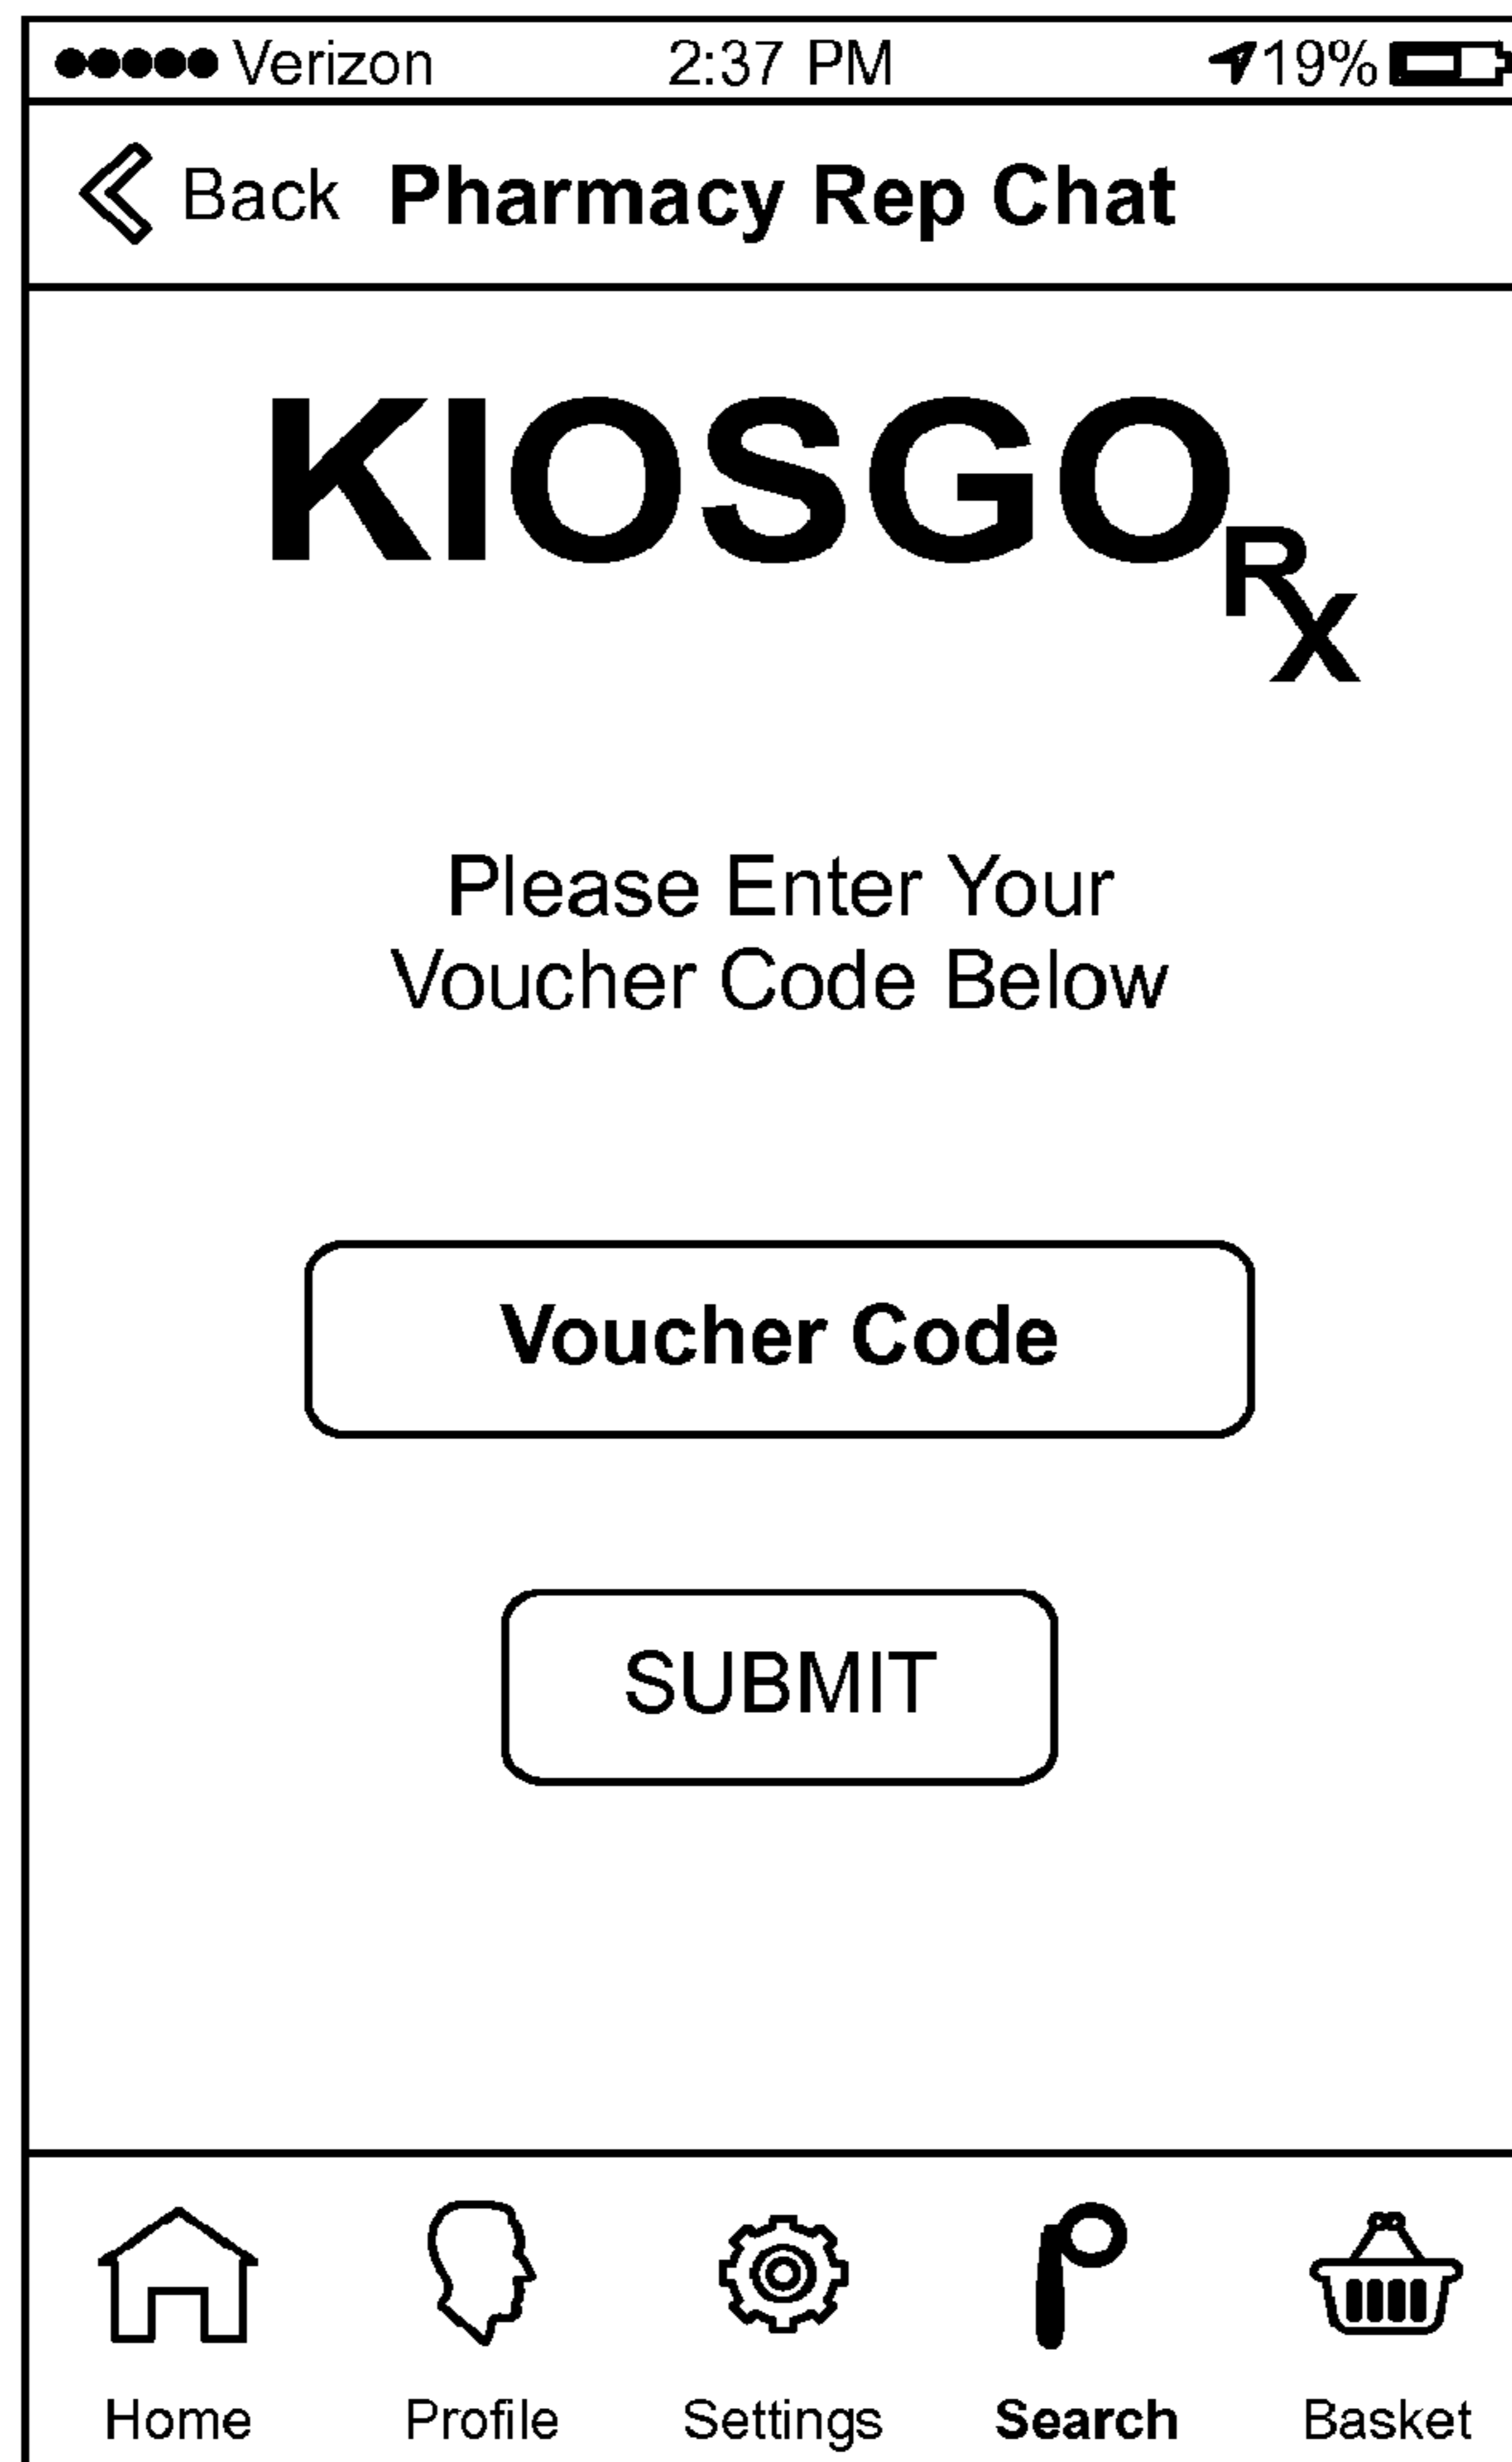 Verizon 2:37 PM 19%
Back Pharmacy Rep Chat
KIOSGO RX
Please Enter Your
Voucher Code Below
Voucher Code
SUBMIT
Home Profile Settings Search Basket